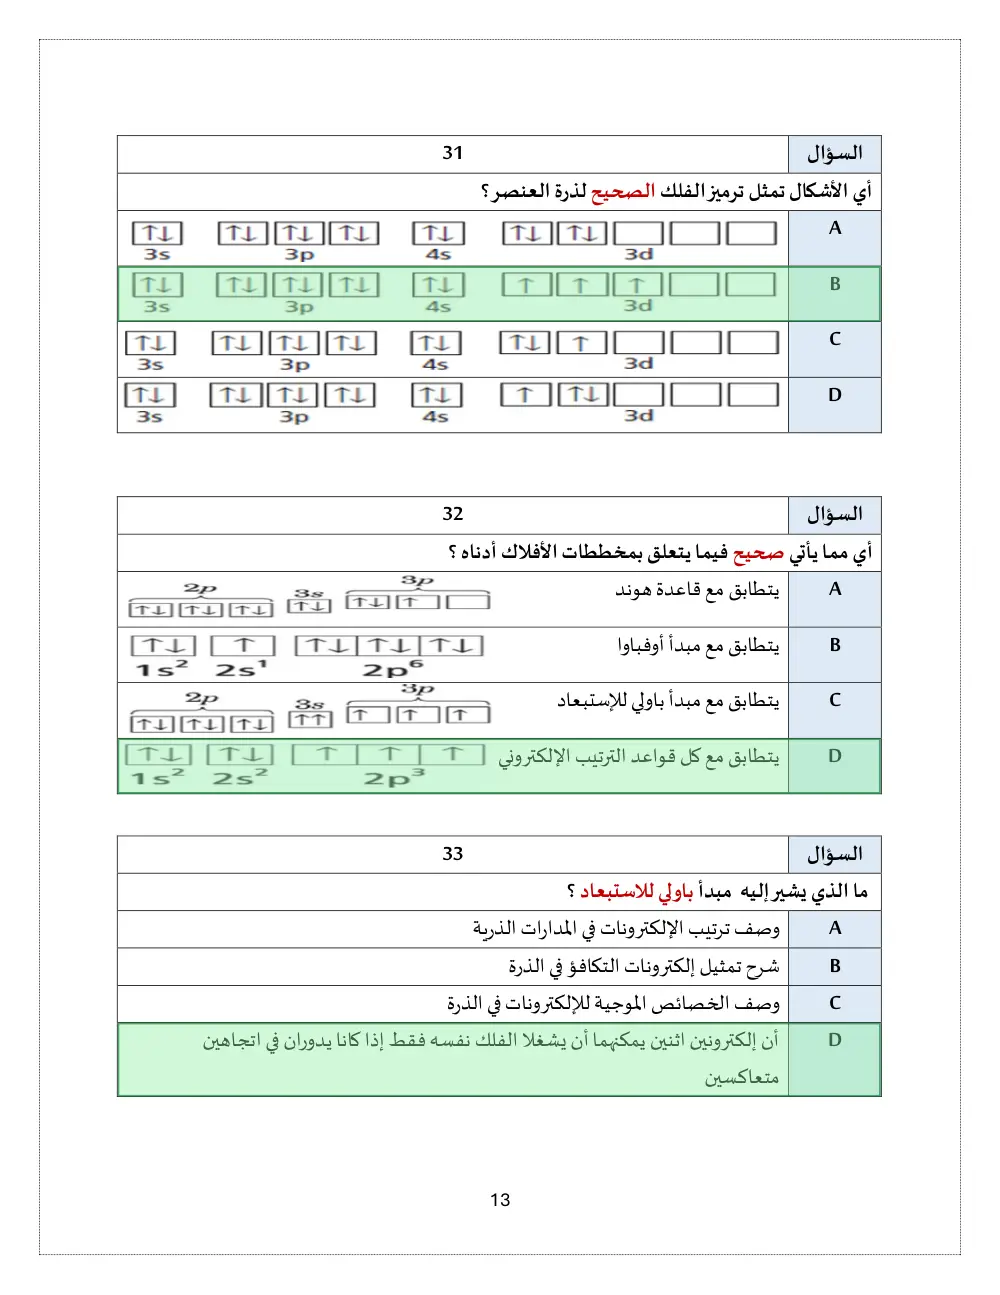 السؤال 31
أي الأشكال تمثل ترميز الفلك الصحيح لذرة العنصر ؟
A ↑↓ ↑↓ ↑↓ ↑↓ ↑↓ ↑↓ ↑↓
3s 3p 4s 3d
B ↑↓ ↑↓ ↑↓ ↑↓ ↑↓ ↑ ↑ ↑
3s 3p 4s 3d
C ↑↓ ↑↓ ↑↓ ↑↓ ↑↓ ↑↓ ↑
3s 3p 4s 3d
D ↑↓ ↑↓ ↑↓ ↑↓ ↑↓ ↑ ↑↓
3s 3p 4s 3d
السؤال 32
أي مما يأتي صحيح فيما يتعلق بمخططات الأفلاك أدناه ؟
A يتطابق مع قاعدة هوند
2p 3s 3p
↑↓ ↑↓ ↑↓ ↑↓ ↑↓ ↑
B يتطابق مع مبدأ أوفباوا
↑↓ ↑ ↑↓ ↑↓ ↑↓
1s² 2s¹ 2p⁶
C يتطابق مع مبدأ باولي للإستبعاد
2p 3s 3p
↑↓ ↑↓ ↑↓ ↑↑ ↑ ↑ ↑
D يتطابق مع كل قواعد الترتيب الإلكتروني
↑↓ ↑↓ ↑ ↑ ↑
1s² 2s² 2p³
السؤال 33
ما الذي يشير إليه مبدأ باولي للاستبعاد ؟
A وصف ترتيب الإلكترونات في المدارات الذرية
B شرح تمثيل إلكترونات التكافؤ في الذرة
C وصف الخصائص الموجية للإلكترونات في الذرة
D أن إلكترونين اثنين يمكنهما أن يشغلا الفلك نفسه فقط إذا كانا يدوران في اتجاهين
متعاكسين
13